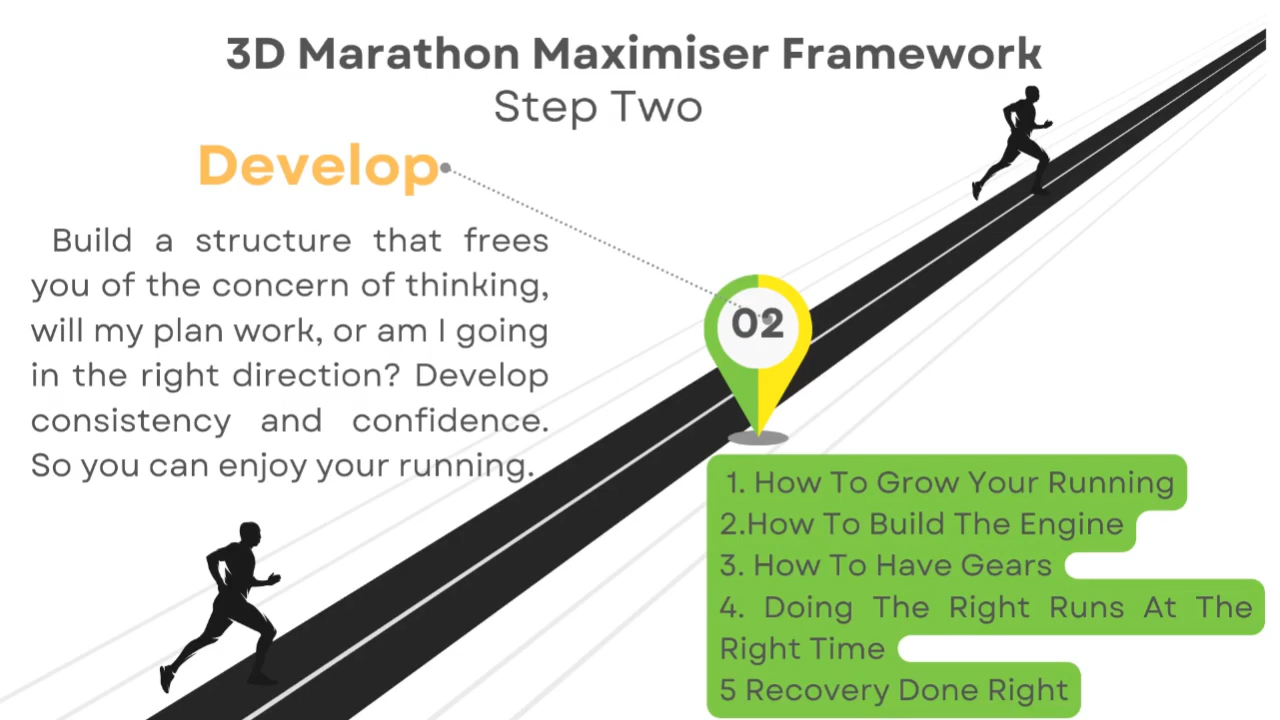 3D Marathon Maximiser Framework
Step Two
Develop
Build a structure that frees
you of the concern of thinking,
will my plan work, or am I going
in the right direction? Develop
consistency and confidence.
So you can enjoy your running.
02
1. How To Grow Your Running
2.How To Build The Engine
3. How To Have Gears
4. Doing The Right Runs At The
Right Time
5 Recovery Done Right